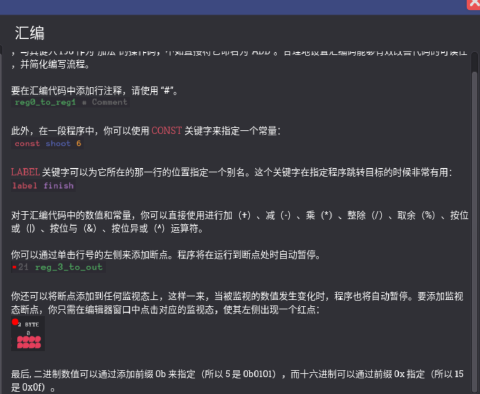 汇编
，并简化编写流程。
要在汇编代码中添加行注释，请使用 "#"。
reg0_to_reg1 # Comment
此外，在一段程序中，你可以使用 CONST 关键字来指定一个常量：
const shoot 6
LABEL 关键字可以为它所在的那一行的位置指定一个别名。这个关键字在指定程序跳转目标的时候非常有用：
label finish
对于汇编代码中的数值和常量，你可以直接使用进行加（+）、减（-）、乘（*）、整除（/）、取余（%）、按位
或（|）、按位与（&）、按位异或（^）运算符。
你可以通过单击行号的左侧来添加断点。程序将在运行到断点处时自动暂停。
21 reg_3_to_out
你还可以将断点添加到任何监视态上，这样一来，当被监视的数值发生变化时，程序也将自动暂停。要添加监视
态断点，你只需在编辑器窗口中点击对应的监视态，使其左侧出现一个红点：
BYTE
0
最后，二进制数值可以通过添加前缀 0b 来指定（所以 5 是 0b0101），而十六进制可以通过前缀 0x 指定（所以 15
是 0x0f）。